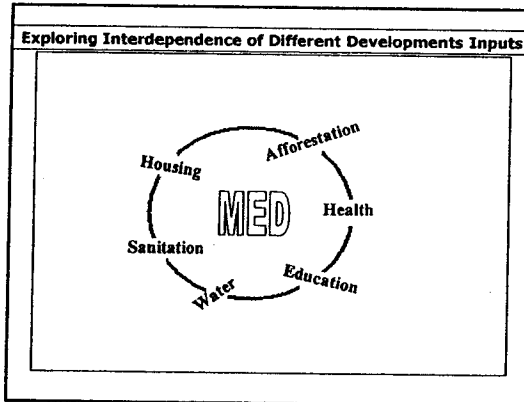 Exploring Interdependence of Different Developments Inputs
Afforestation
Housing
MED
Health
Sanitation
Education
Water